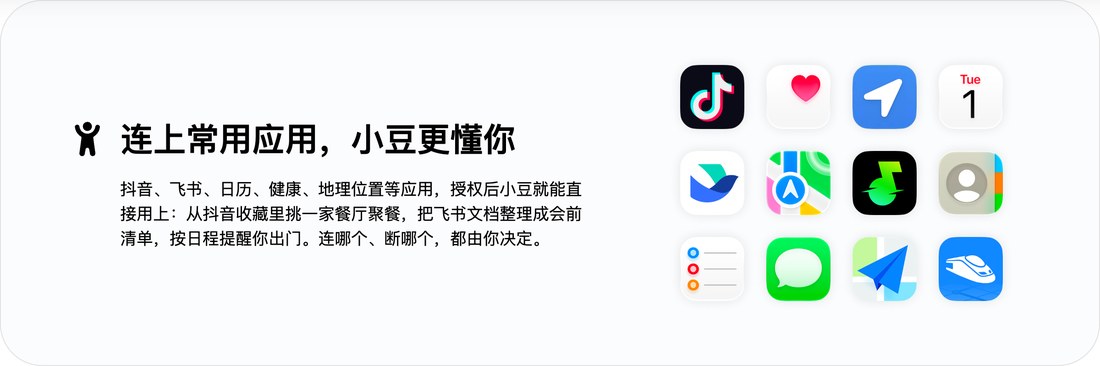 连上常用应用，小豆更懂你
抖音、飞书、日历、健康、地理位置等应用，授权后小豆就能直
接用上：从抖音收藏里挑一家餐厅聚餐，把飞书文档整理成会前
清单，按日程提醒你出门。连哪个、断哪个，都由你决定。
Tue
1